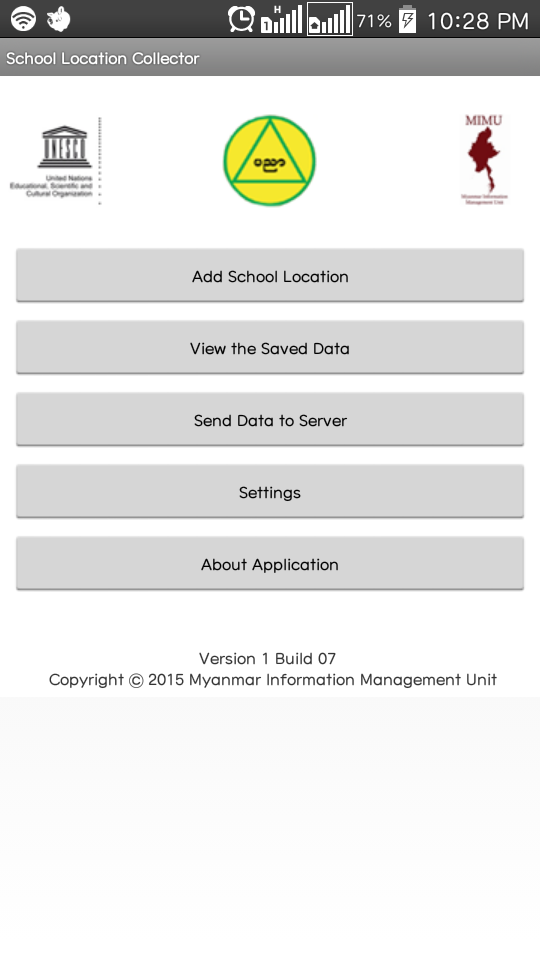 H
71%
10:28 PM
School Location Collector
UNESCO
United Nations
Educational, Scientific and
Cultural Organization
ပညာ
MIMU
Myanmar Information
Management Unit
Add School Location
View the Saved Data
Send Data to Server
Settings
About Application
Version 1 Build 07
Copyright © 2015 Myanmar Information Management Unit